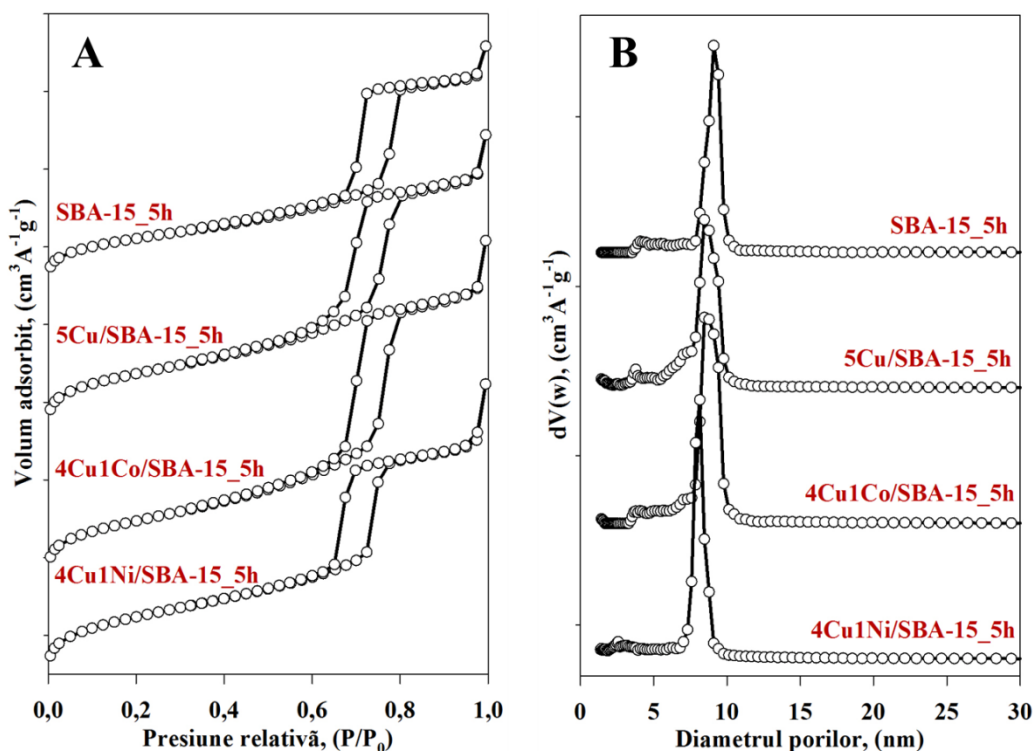 A
Volum adsorbit, (cm³A⁻¹g⁻¹)
SBA-15_5h
5Cu/SBA-15_5h
4Cu1Co/SBA-15_5h
4Cu1Ni/SBA-15_5h
0,0 0,2 0,4 0,6 0,8 1,0
Presiune relativã, (P/P₀)
B
dV(w), (cm³A⁻¹g⁻¹)
SBA-15_5h
5Cu/SBA-15_5h
4Cu1Co/SBA-15_5h
4Cu1Ni/SBA-15_5h
0 5 10 15 20 25 30
Diametrul porilor, (nm)